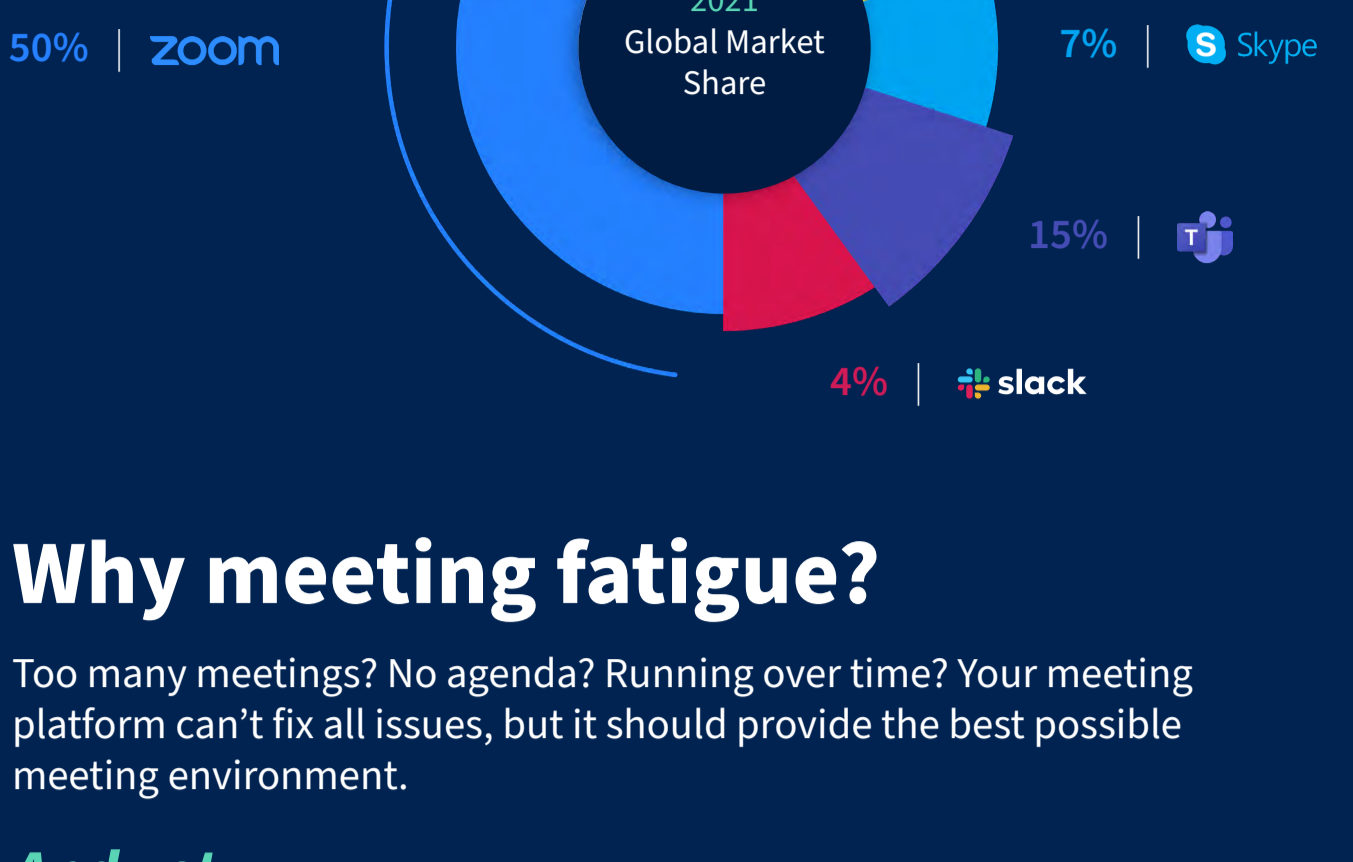 2021
Global Market
Share
50% | zoom
7% | Skype
15% | T
4% | slack
Why meeting fatigue?
Too many meetings? No agenda? Running over time? Your meeting
platform can’t fix all issues, but it should provide the best possible
meeting environment.